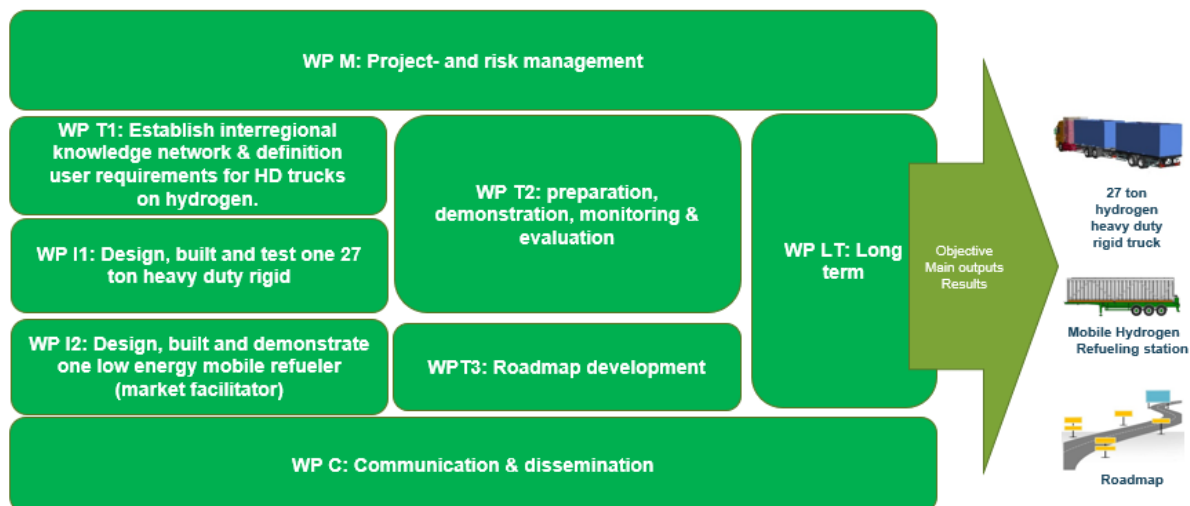 WP M: Project- and risk management
WP T1: Establish interregional
knowledge network & definition
user requirements for HD trucks
on hydrogen.
WP I1: Design, built and test one 27
ton heavy duty rigid
WP I2: Design, built and demonstrate
one low energy mobile refueler
(market facilitator)
WP T2: preparation,
demonstration, monitoring &
evaluation
WPT3: Roadmap development
WP LT: Long
term
WP C: Communication & dissemination
Objective
Main outputs
Results
27 ton
hydrogen
heavy duty
rigid truck
Mobile Hydrogen
Refueling station
Roadmap